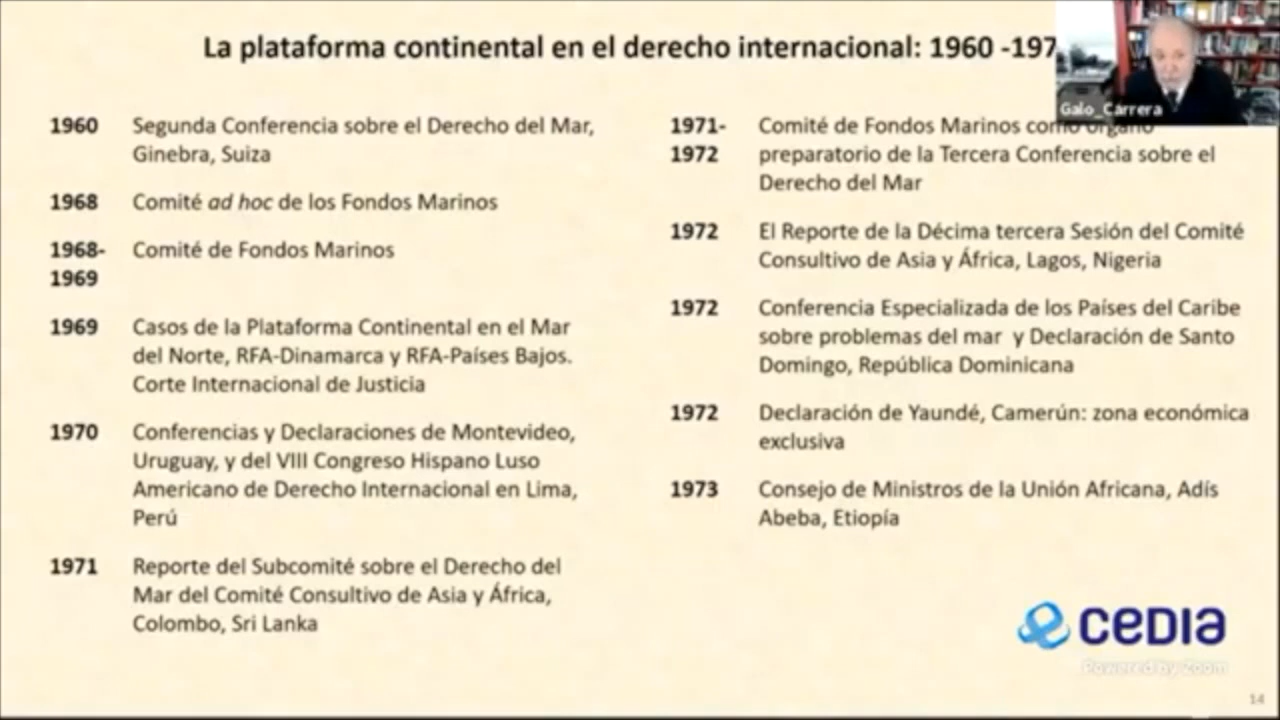 La plataforma continental en el derecho internacional: 1960 -197
Galo_Carrera
1960 Segunda Conferencia sobre el Derecho del Mar,
Ginebra, Suiza
1968 Comité ad hoc de los Fondos Marinos
1968- Comité de Fondos Marinos
1969
1969 Casos de la Plataforma Continental en el Mar
del Norte, RFA-Dinamarca y RFA-Países Bajos.
Corte Internacional de Justicia
1970 Conferencias y Declaraciones de Montevideo,
Uruguay, y del VIII Congreso Hispano Luso
Americano de Derecho Internacional en Lima,
Perú
1971 Reporte del Subcomité sobre el Derecho del
Mar del Comité Consultivo de Asia y África,
Colombo, Sri Lanka
1971- Comité de Fondos Marinos como órgano
1972 preparatorio de la Tercera Conferencia sobre el
Derecho del Mar
1972 El Reporte de la Décima tercera Sesión del Comité
Consultivo de Asia y África, Lagos, Nigeria
1972 Conferencia Especializada de los Países del Caribe
sobre problemas del mar y Declaración de Santo
Domingo, República Dominicana
1972 Declaración de Yaundé, Camerún: zona económica
exclusiva
1973 Consejo de Ministros de la Unión Africana, Adís
Abeba, Etiopía
CEDIA
Powered by Zoom
14